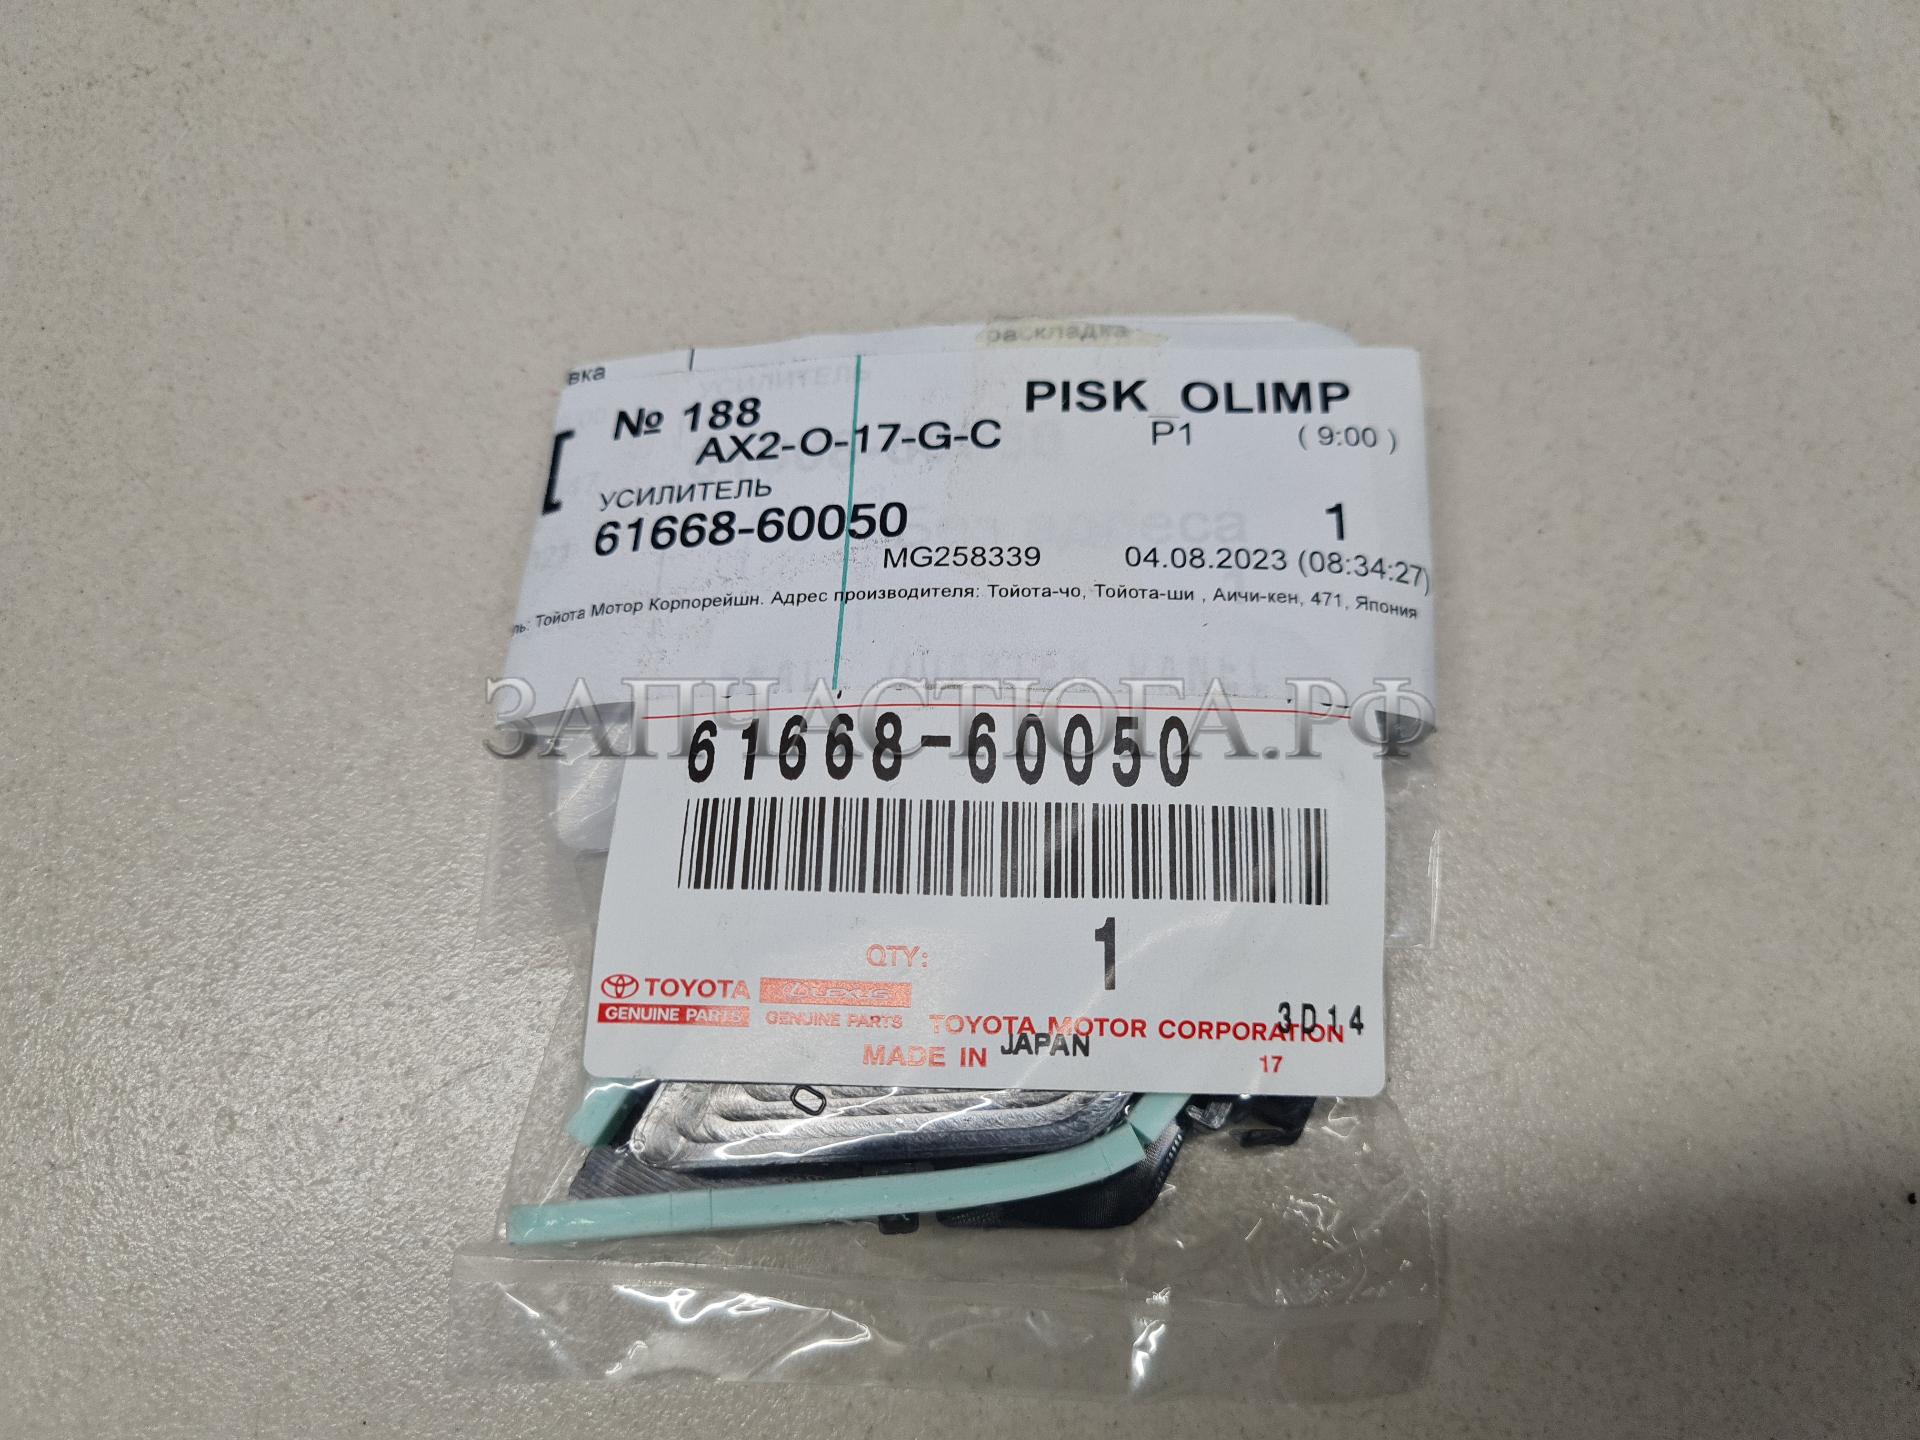 раскладка
вка
№ 188
PISK_OLIMP
AX2-O-17-G-C
P1
( 9:00 )
УСИЛИТЕЛЬ
61668-60050
1
MG258339
04.08.2023 (08:34:27)
ль: Тойота Мотор Корпорейшн. Адрес производителя: Тойота-чо, Тойота-ши , Аичи-кен, 471, Япония
ЗАПЧАСТЮГА.РФ
61668-60050
QTY:
1
TOYOTA
LEXUS
GENUINE PARTS
GENUINE PARTS
TOYOTA MOTOR CORPORATION
3D14
MADE IN JAPAN
17